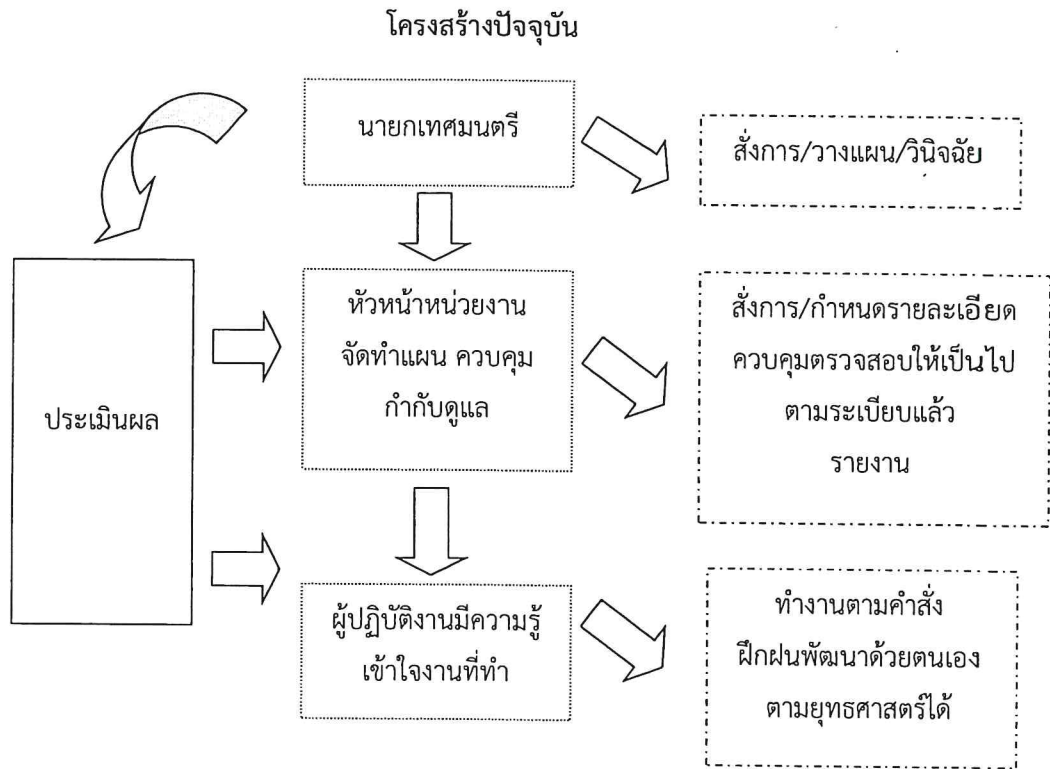 โครงสร้างปัจจุบัน
นายกเทศมนตรี
สั่งการ/วางแผน/วินิจฉัย
หัวหน้าหน่วยงาน
จัดทำแผน ควบคุม
กำกับดูแล
สั่งการ/กำหนดรายละเอียด
ควบคุมตรวจสอบให้เป็นไป
ตามระเบียบแล้ว
รายงาน
ประเมินผล
ผู้ปฏิบัติงานมีความรู้
เข้าใจงานที่ทำ
ทำงานตามคำสั่ง
ฝึกฝนพัฒนาด้วยตนเอง
ตามยุทธศาสตร์ได้